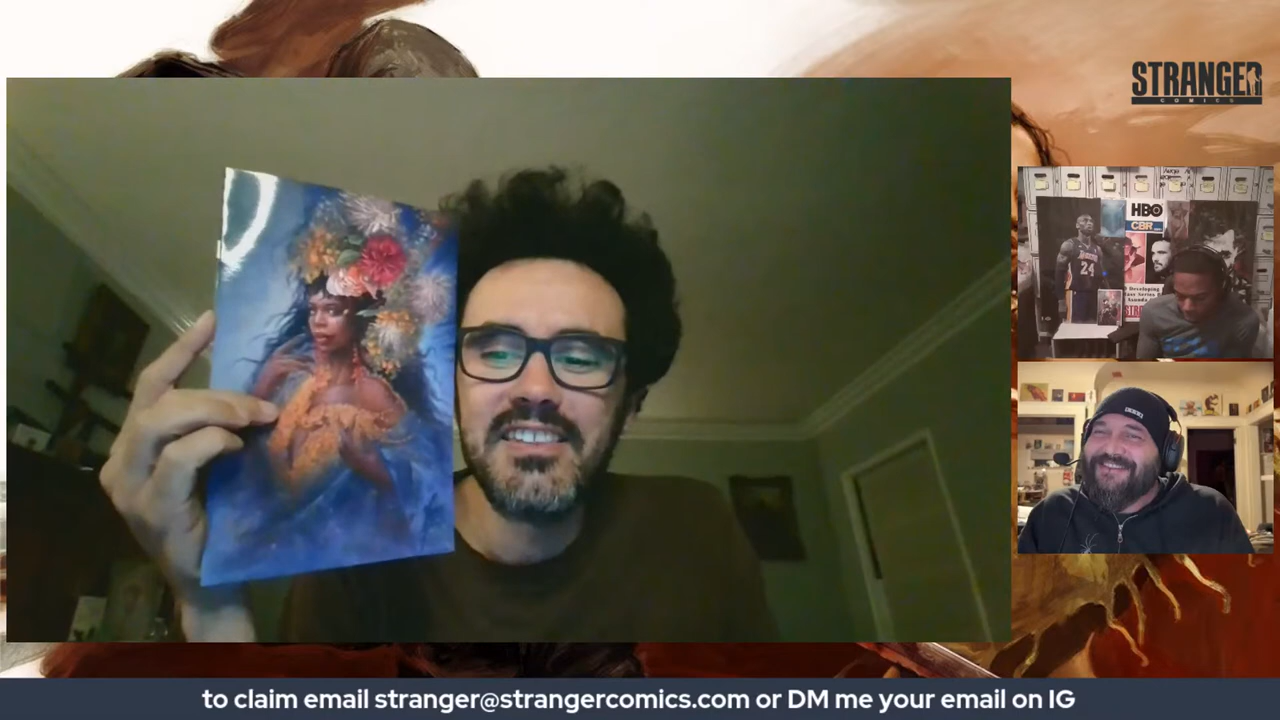 STRANGER
COMICS
HBO
CBR
24
to claim email stranger@strangercomics.com or DM me your email on IG